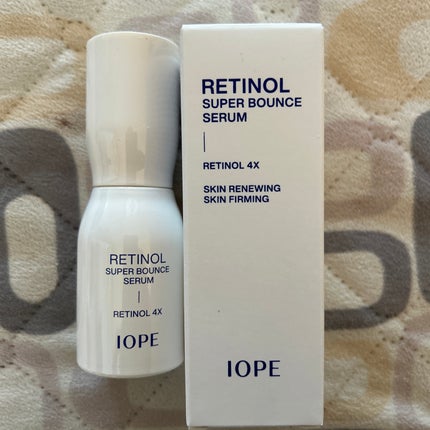 RETINOL
SUPER BOUNCE
SERUM
RETINOL 4X
IOPE
RETINOL
SUPER BOUNCE
SERUM
RETINOL 4X
SKIN RENEWING
SKIN FIRMING
IOPE